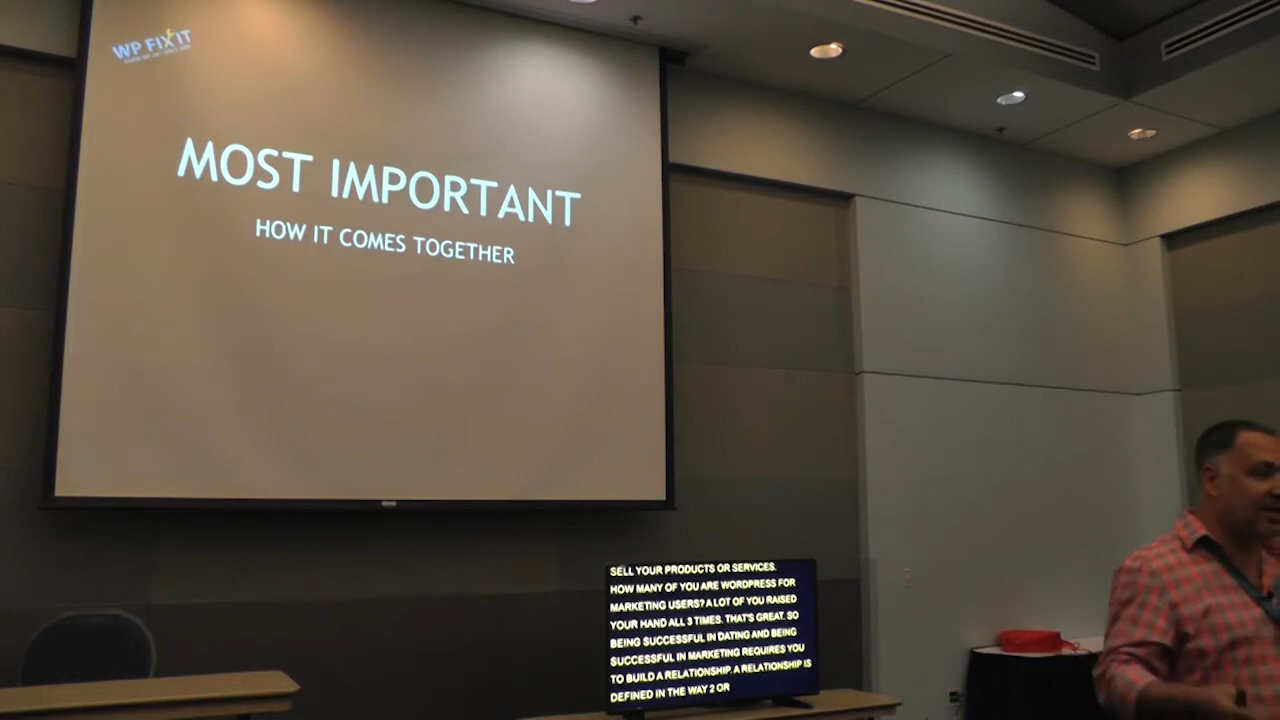 WP FIXIT
MOST IMPORTANT
HOW IT COMES TOGETHER
SELL YOUR PRODUCTS OR SERVICES.
HOW MANY OF YOU ARE WORDPRESS FOR
MARKETING USERS? A LOT OF YOU RAISED
YOUR HAND ALL 3 TIMES. THAT'S GREAT. SO
BEING SUCCESSFUL IN DATING AND BEING
SUCCESSFUL IN MARKETING REQUIRES YOU
TO BUILD A RELATIONSHIP. A RELATIONSHIP IS
DEFINED IN THE WAY 2 OR